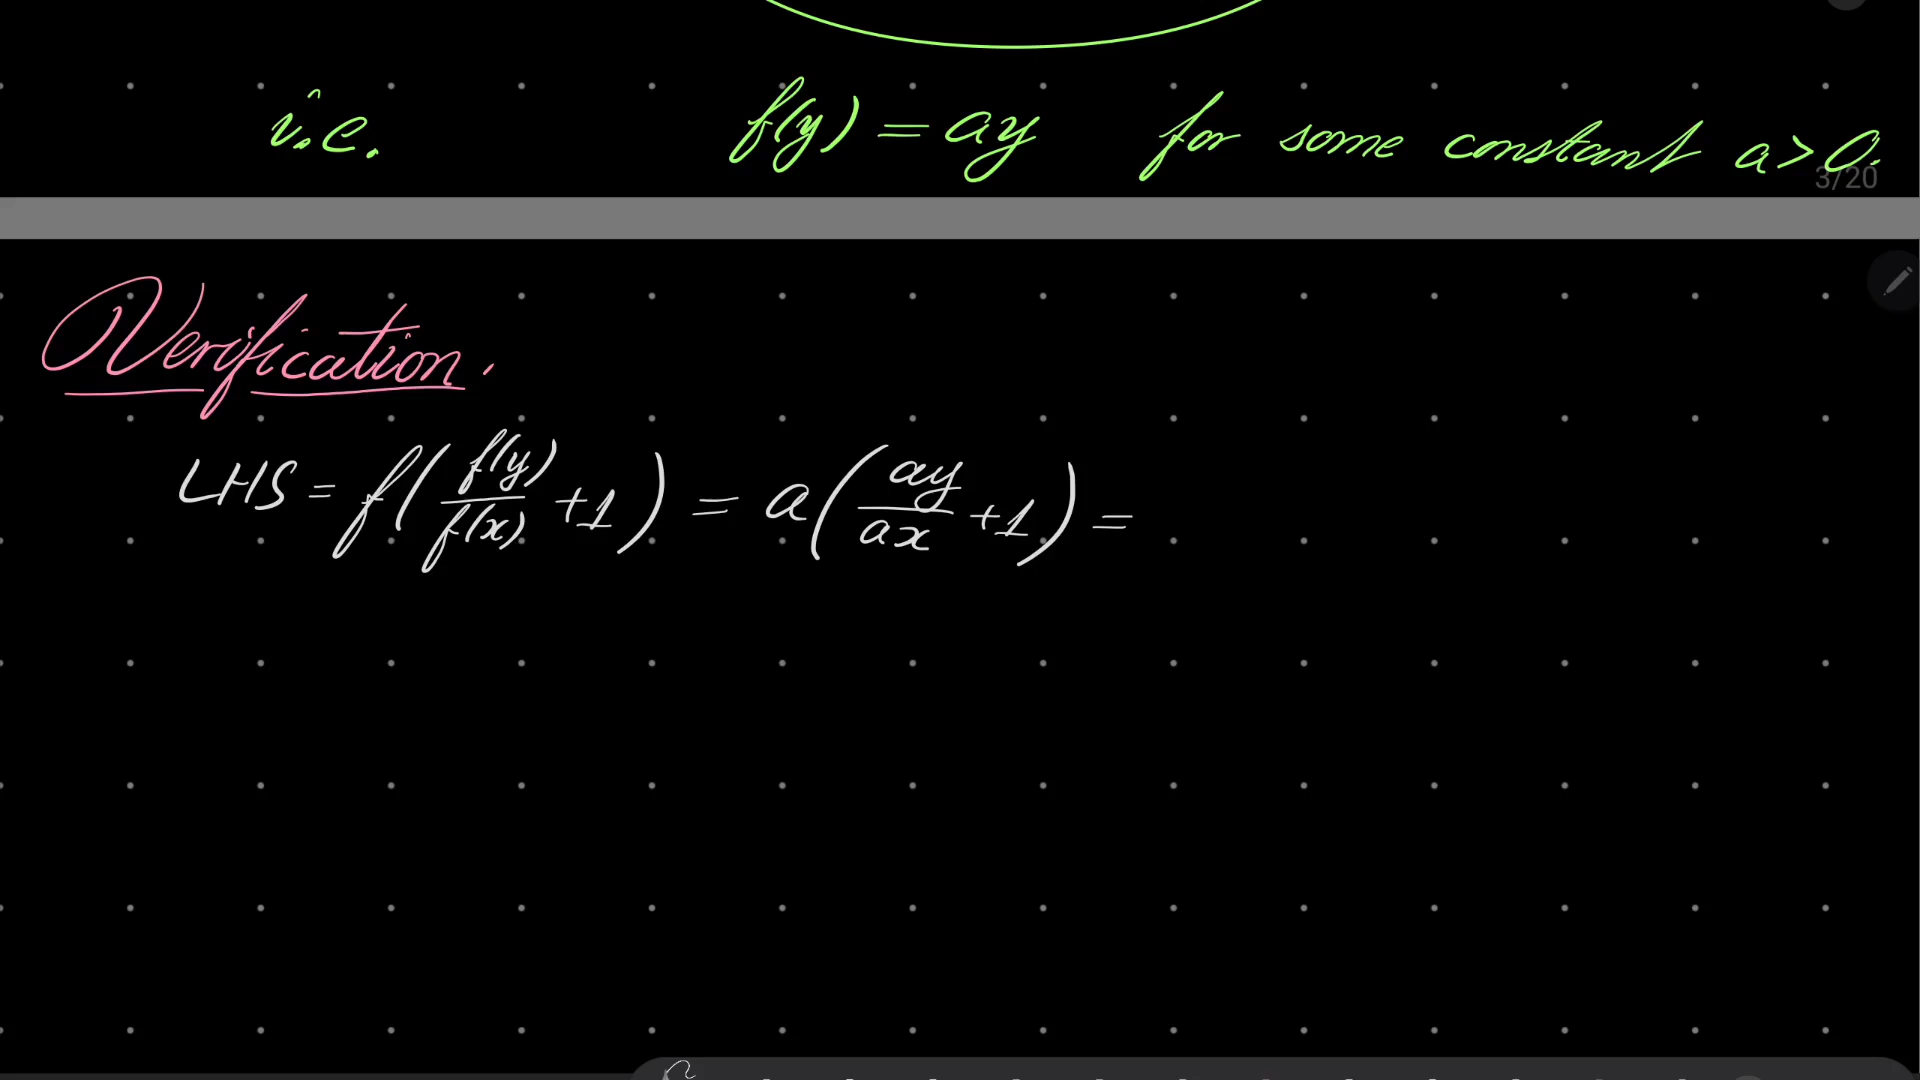 i.e. f(y) = ay for some constant a>0.
3/20
Verification.
LHS = f(f(y)/f(x) +1) = a(ay/ax +1) =